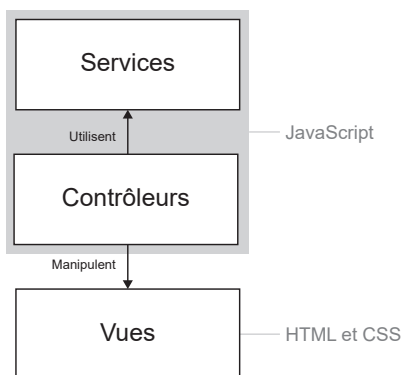 Services
Utilisent
JavaScript
Contrôleurs
Manipulent
Vues
HTML et CSS